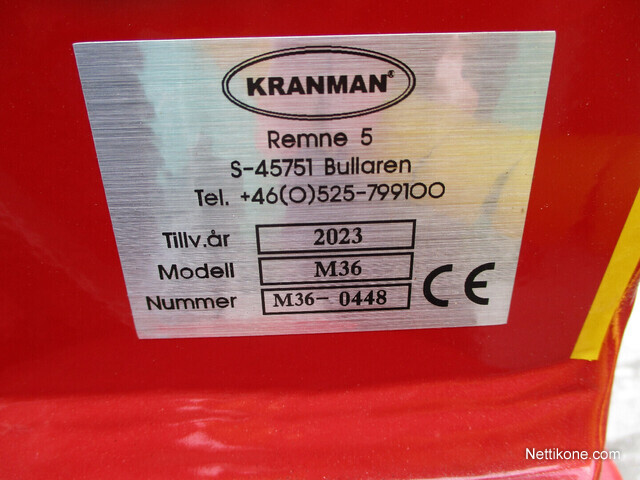 KRANMAN®
Remne 5
S-45751 Bullaren
Tel. +46(0)525-799100
Tillv.år 2023
Modell M36
Nummer M36-0448
CE
Nettikone.com